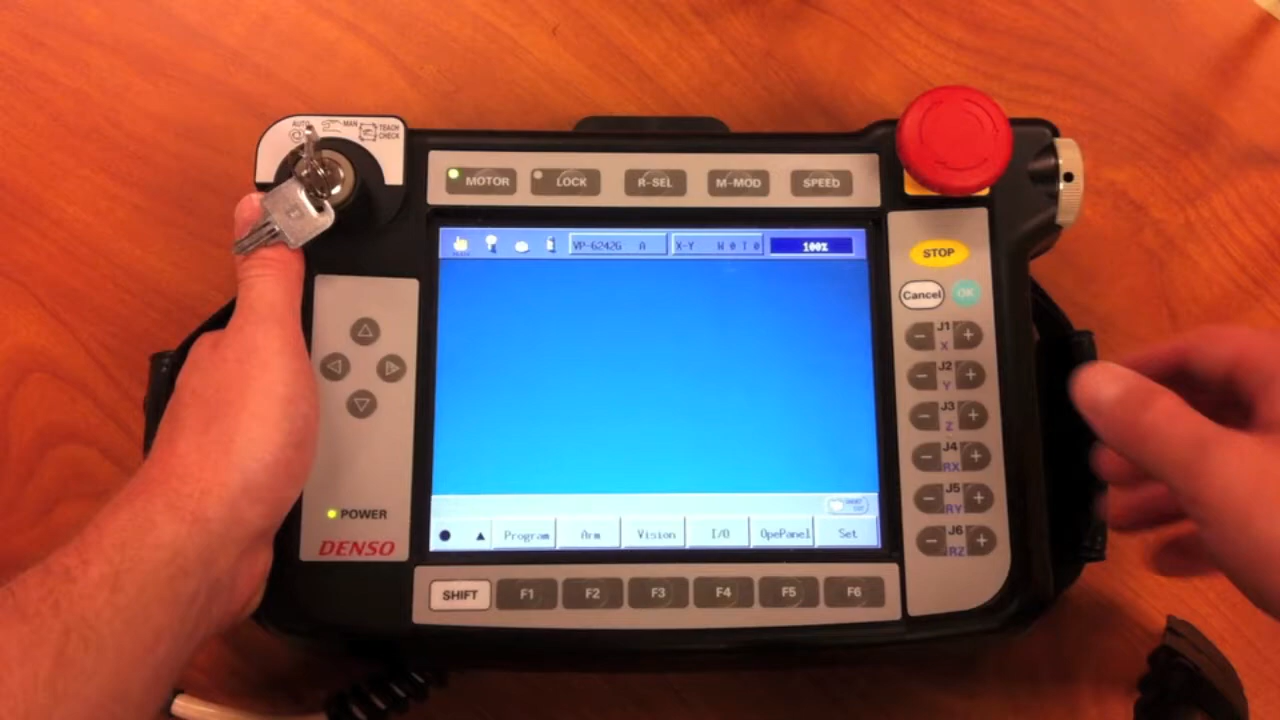 AUTO MAN TEACH CHECK
MOTOR LOCK R-SEL M-MOD SPEED
VP-6242G A X-Y W 0 T 0 100%
STOP
Cancel OK
J1
X
J2
Y
J3
Z
J4
RX
J5
RY
J6
RZ
POWER
DENSO
Program Arm Vision I/O OpePanel Set
SHIFT F1 F2 F3 F4 F5 F6